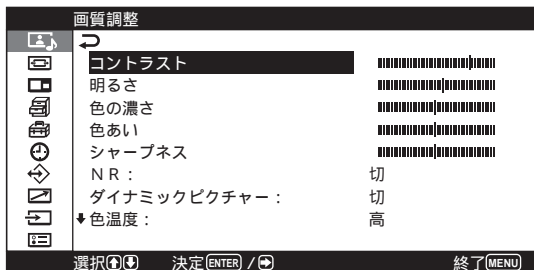 画質調整
コントラスト
明るさ
色の濃さ
色あい
シャープネス
NR: 切
ダイナミックピクチャー: 切
色温度: 高
選択 決定 ENTER / 終了 MENU